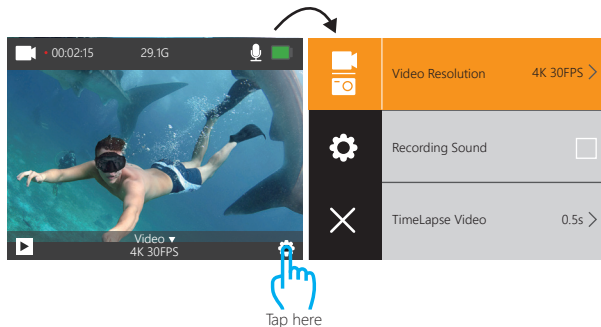 00:02:15 29.1G
Video ▾
4K 30FPS
Tap here
Video Resolution 4K 30FPS >
Recording Sound
TimeLapse Video 0.5s >